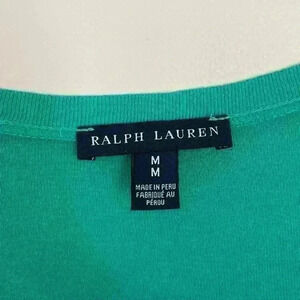 RALPH LAUREN
M
M
MADE IN PERU
FABRIQUÉ AU
PÉROU